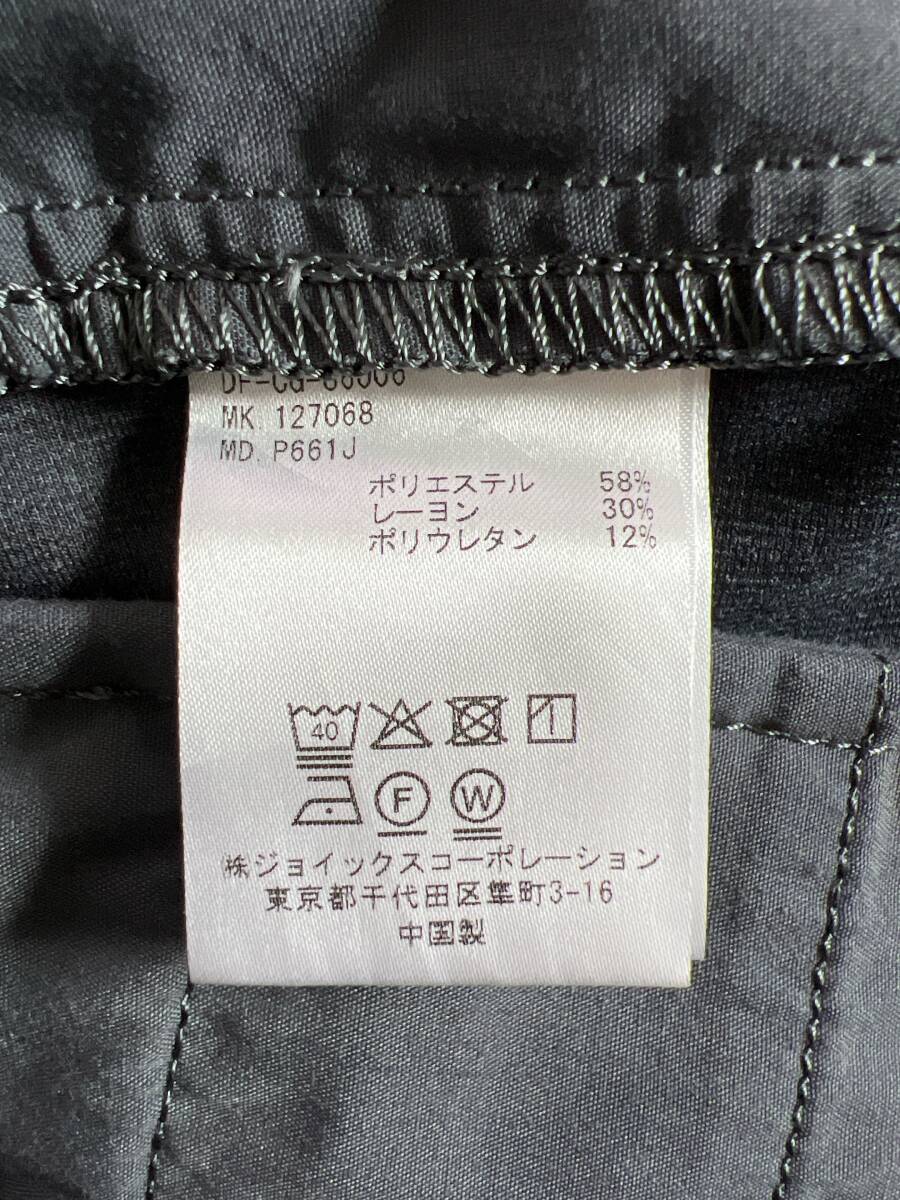 MK. 127068
MD. P661J
ポリエステル 58%
レーヨン 30%
ポリウレタン 12%
40
F W
㈱ジョイックスコーポレーション
東京都千代田区隼町3-16
中国製